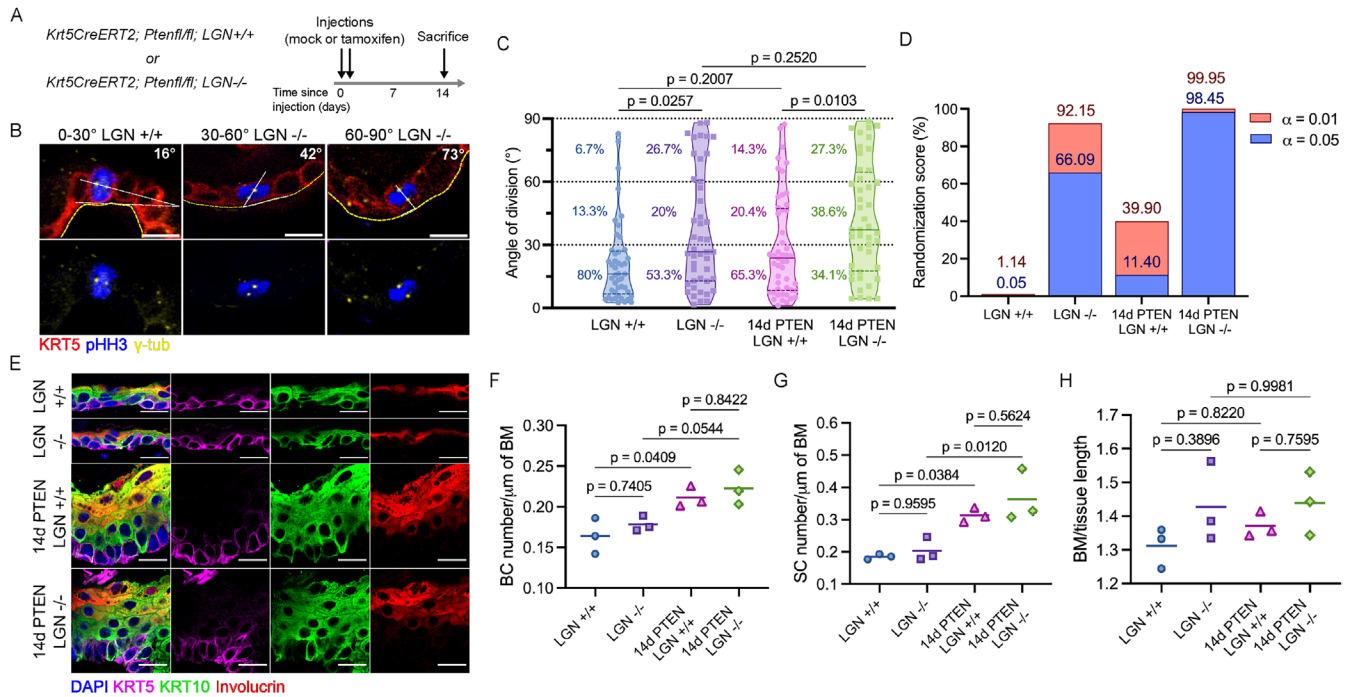 A
Krt5CreERT2; Ptenfl/fl; LGN+/+
or
Krt5CreERT2; Ptenfl/fl; LGN-/-
Injections
(mock or tamoxifen)
Sacrifice
Time since
injection (days)
0 7 14
B
0-30° LGN +/+ 30-60° LGN -/- 60-90° LGN -/-
16° 42° 73°
KRT5 pHH3 γ-tub
C
p = 0.2520
p = 0.2007
p = 0.0257 p = 0.0103
Angle of division (°)
90
60
30
0
6.7% 26.7% 14.3% 27.3%
13.3% 20% 20.4% 38.6%
80% 53.3% 65.3% 34.1%
LGN +/+
LGN -/-
14d PTEN
LGN +/+
14d PTEN
LGN -/-
D
Randomization score (%)
100
80
60
40
20
0
1.14
0.05
92.15
66.09
39.90
11.40
99.95
98.45
α = 0.01
α = 0.05
LGN +/+
LGN -/-
14d PTEN
LGN +/+
14d PTEN
LGN -/-
E
LGN
+/+
LGN
-/-
14d PTEN
LGN +/+
14d PTEN
LGN -/-
DAPI KRT5 KRT10 Involucrin
F
BC number/μm of BM
0.30
0.25
0.20
0.15
0.10
p = 0.8422
p = 0.0544
p = 0.0409
p = 0.7405
LGN +/+
LGN -/-
14d PTEN
LGN +/+
14d PTEN
LGN -/-
G
SC number/μm of BM
0.6
0.5
0.4
0.3
0.2
0.1
p = 0.5624
p = 0.0120
p = 0.0384
p = 0.9595
LGN +/+
LGN -/-
14d PTEN
LGN +/+
14d PTEN
LGN -/-
H
BM/tissue length
1.7
1.6
1.5
1.4
1.3
1.2
p = 0.9981
p = 0.8220
p = 0.3896 p = 0.7595
LGN +/+
LGN -/-
14d PTEN
LGN +/+
14d PTEN
LGN -/-